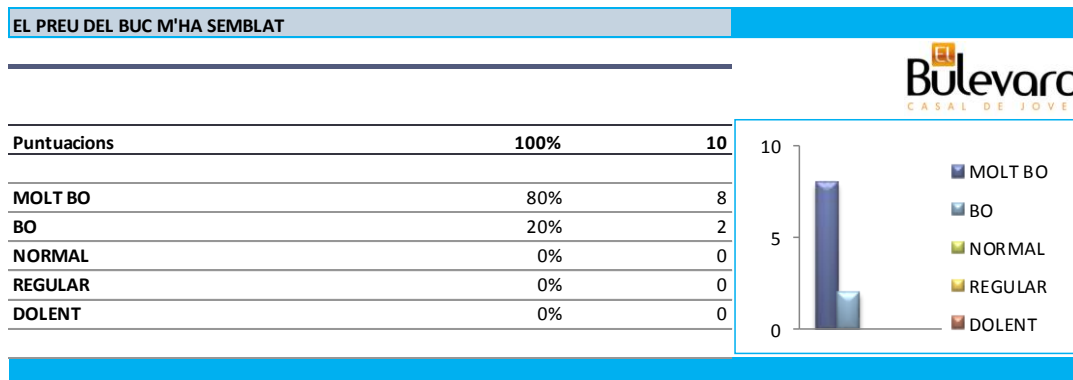 EL PREU DEL BUC M'HA SEMBLAT
El
Bulevard
CASAL DE JOVE
Puntuacions 100% 10
MOLT BO 80% 8
BO 20% 2
NORMAL 0% 0
REGULAR 0% 0
DOLENT 0% 0
10
5
0
MOLT BO
BO
NORMAL
REGULAR
DOLENT